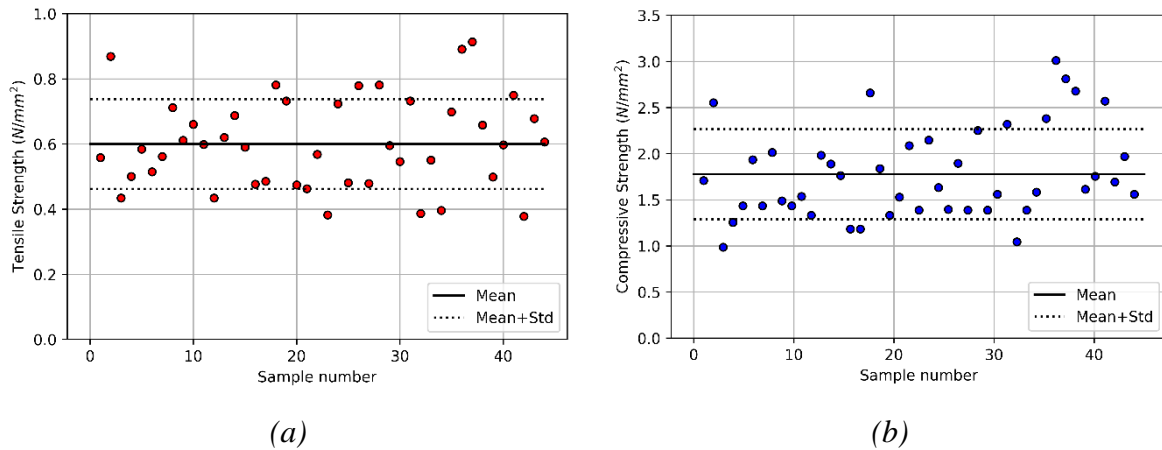 1.0
0.8
0.6
0.4
0.2
0.0
Tensile Strength (N/mm²)
0 10 20 30 40
Sample number
Mean
Mean+Std
(a)
3.5
3.0
2.5
2.0
1.5
1.0
0.5
0.0
Compressive Strength (N/mm²)
0 10 20 30 40
Sample number
Mean
Mean+Std
(b)